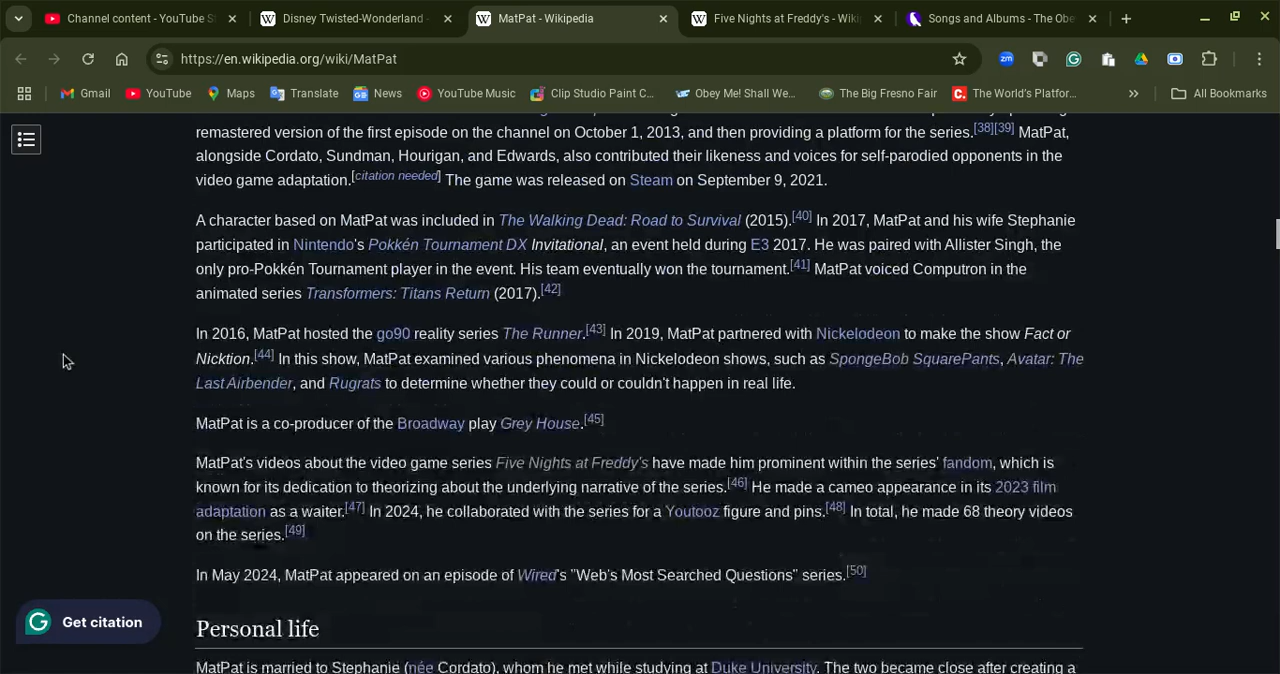 Channel content - YouTube St
Disney Twisted-Wonderland -
MatPat - Wikipedia
Five Nights at Freddy's - Wiki
Songs and Albums - The Obe
https://en.wikipedia.org/wiki/MatPat
Gmail
YouTube
Maps
Translate
News
YouTube Music
Clip Studio Paint C...
Obey Me! Shall We...
The Big Fresno Fair
The World's Platfor...
All Bookmarks
remastered version of the first episode on the channel on October 1, 2013, and then providing a platform for the series.[38][39] MatPat,
alongside Cordato, Sundman, Hourigan, and Edwards, also contributed their likeness and voices for self-parodied opponents in the
video game adaptation.[citation needed] The game was released on Steam on September 9, 2021.
A character based on MatPat was included in The Walking Dead: Road to Survival (2015).[40] In 2017, MatPat and his wife Stephanie
participated in Nintendo's Pokkén Tournament DX Invitational, an event held during E3 2017. He was paired with Allister Singh, the
only pro-Pokkén Tournament player in the event. His team eventually won the tournament.[41] MatPat voiced Computron in the
animated series Transformers: Titans Return (2017).[42]
In 2016, MatPat hosted the go90 reality series The Runner.[43] In 2019, MatPat partnered with Nickelodeon to make the show Fact or
Nicktion.[44] In this show, MatPat examined various phenomena in Nickelodeon shows, such as SpongeBob SquarePants, Avatar: The
Last Airbender, and Rugrats to determine whether they could or couldn't happen in real life.
MatPat is a co-producer of the Broadway play Grey House.[45]
MatPat's videos about the video game series Five Nights at Freddy's have made him prominent within the series' fandom, which is
known for its dedication to theorizing about the underlying narrative of the series.[46] He made a cameo appearance in its 2023 film
adaptation as a waiter.[47] In 2024, he collaborated with the series for a Youtooz figure and pins.[48] In total, he made 68 theory videos
on the series.[49]
In May 2024, MatPat appeared on an episode of Wired's "Web's Most Searched Questions" series.[50]
Get citation
Personal life
MatPat is married to Stephanie (née Cordato), whom he met while studying at Duke University. The two became close after creating a